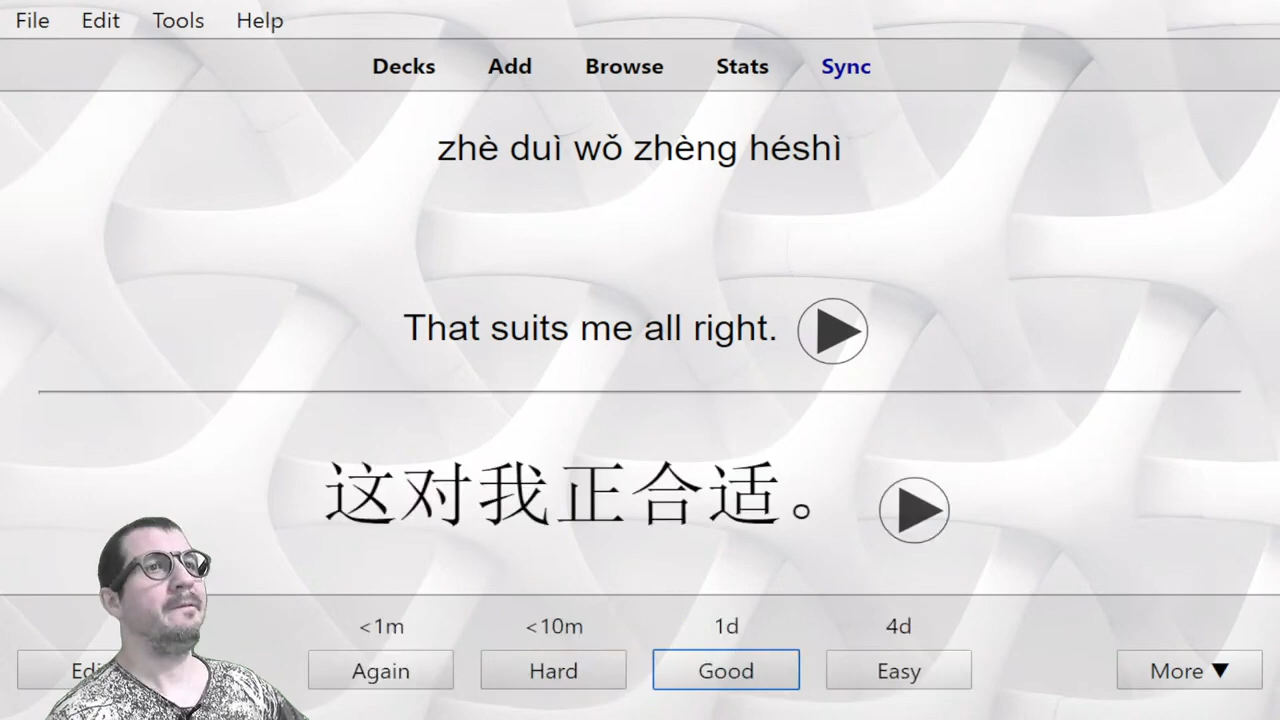 File Edit Tools Help
Decks Add Browse Stats Sync
zhè duì wǒ zhèng héshì
That suits me all right.
这对我正合适。
<1m <10m 1d 4d
Again Hard Good Easy More ▼